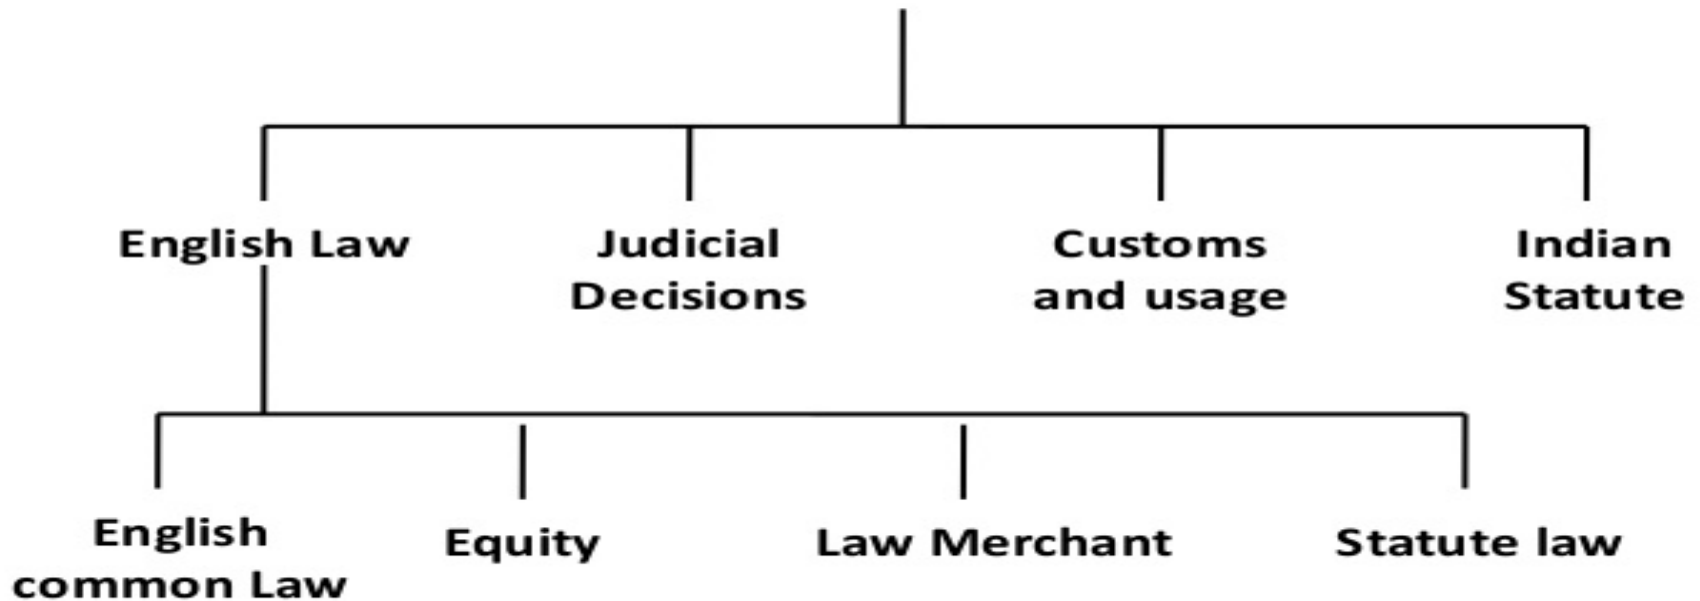 English Law
Judicial
Decisions
Customs
and usage
Indian
Statute
English
common Law
Equity
Law Merchant
Statute law